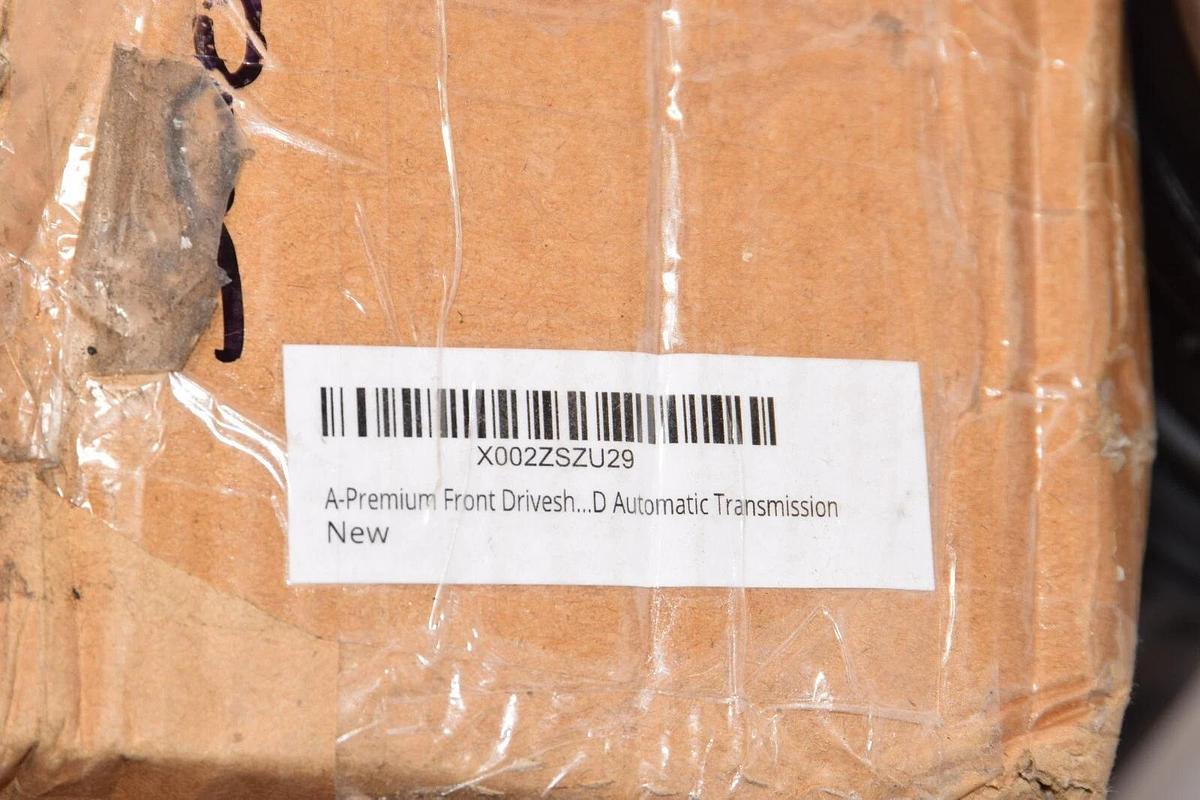 X002ZSZU29
A-Premium Front Drivesh...D Automatic Transmission
New